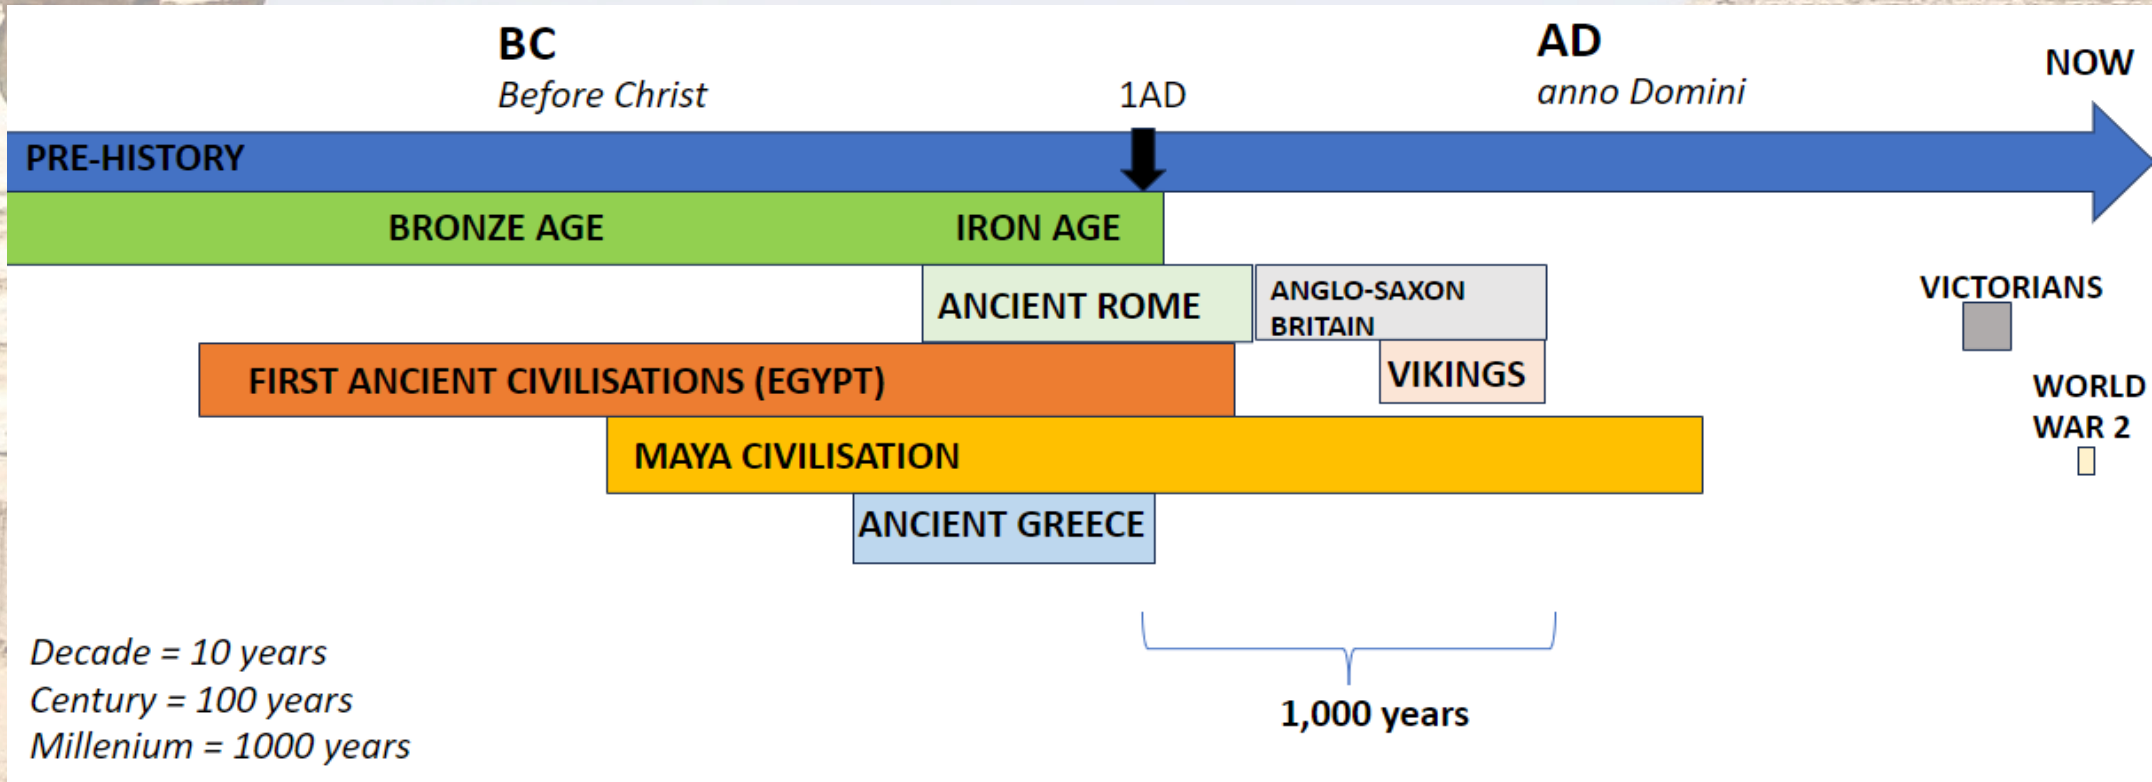 BC
Before Christ
1AD
AD
anno Domini
NOW
PRE-HISTORY
BRONZE AGE
IRON AGE
ANCIENT ROME
ANGLO-SAXON
BRITAIN
VICTORIANS
FIRST ANCIENT CIVILISATIONS (EGYPT)
VIKINGS
WORLD
WAR 2
MAYA CIVILISATION
ANCIENT GREECE
Decade = 10 years
Century = 100 years
Millenium = 1000 years
1,000 years